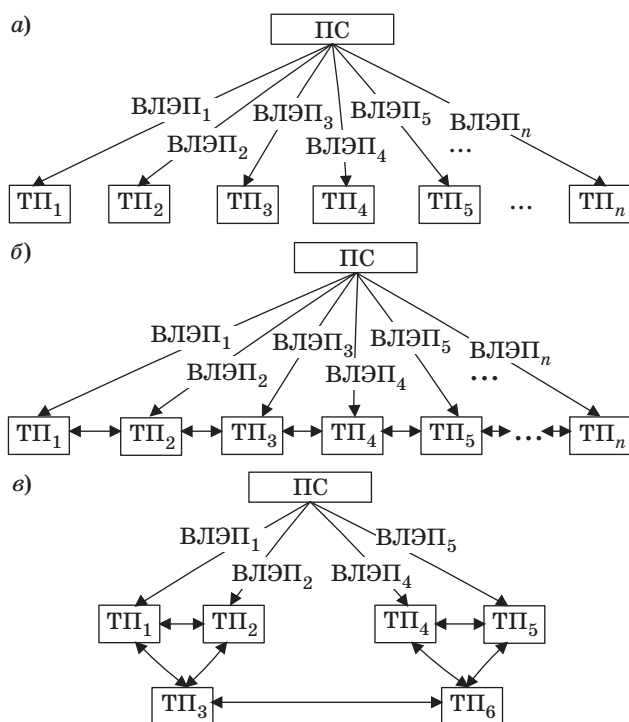 а)
ПС
ВЛЭП₁ ВЛЭП₂ ВЛЭП₃ ВЛЭП₄ ВЛЭП₅ ... ВЛЭПₙ
ТП₁ ТП₂ ТП₃ ТП₄ ТП₅ ... ТПₙ
б)
ПС
ВЛЭП₁ ВЛЭП₂ ВЛЭП₃ ВЛЭП₄ ВЛЭП₅ ... ВЛЭПₙ
ТП₁ ТП₂ ТП₃ ТП₄ ТП₅ ... ТПₙ
в)
ПС
ВЛЭП₁ ВЛЭП₅
ВЛЭП₂ ВЛЭП₄
ТП₁ ТП₂ ТП₄ ТП₅
ТП₃ ТП₆